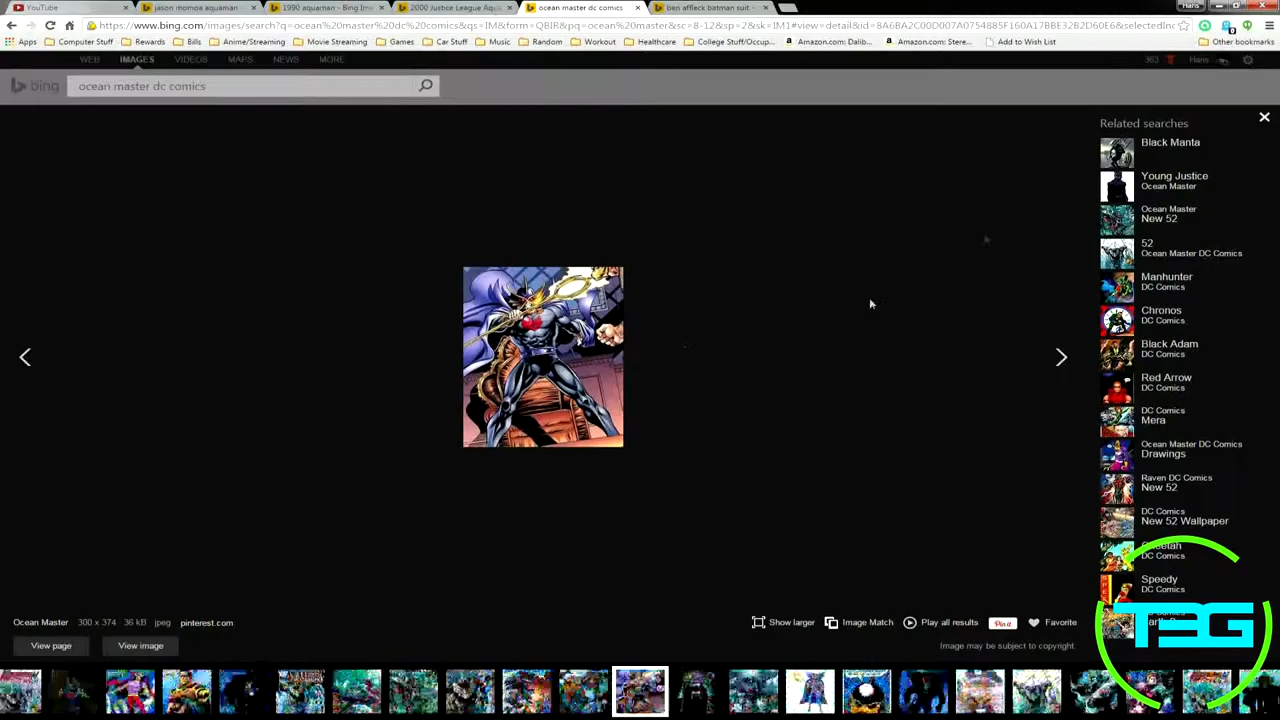 YouTube
jason momoa aquaman
1990 aquaman - Bing Ima
2000 Justice League Aqua
ocean master dc comics
ben affleck batman suit -
Haris
https://www.bing.com/images/search?q=ocean%20master%20dc%20comics&qs=IM&form=QBIR&pq=ocean%20master&sc=8-12&sp=2&sk=IM1#view=detail&id=8A6BA2C00D007A0754885F160A17BBE32B2D60E6&selectedInc
Apps
Computer Stuff
Rewards
Bills
Anime/Streaming
Movie Streaming
Games
Car Stuff
Music
Random
Workout
Healthcare
College Stuff/Occup...
Amazon.com: Dalib...
Amazon.com: Stere...
Add to Wish List
Other bookmarks
WEB
IMAGES
VIDEOS
MAPS
NEWS
MORE
363
Haris
bing
ocean master dc comics
Related searches
Black Manta
Young Justice
Ocean Master
Ocean Master
New 52
52
Ocean Master DC Comics
Manhunter
DC Comics
Chronos
DC Comics
Black Adam
DC Comics
Red Arrow
DC Comics
DC Comics
Mera
Ocean Master DC Comics
Drawings
Raven DC Comics
New 52
DC Comics
New 52 Wallpaper
Cheetah
DC Comics
Speedy
DC Comics
TBG
Ocean Master
300 x 374
36 kB
jpeg
pinterest.com
Show larger
Image Match
Play all results
Pin it
Favorite
View page
View image
Image may be subject to copyright.